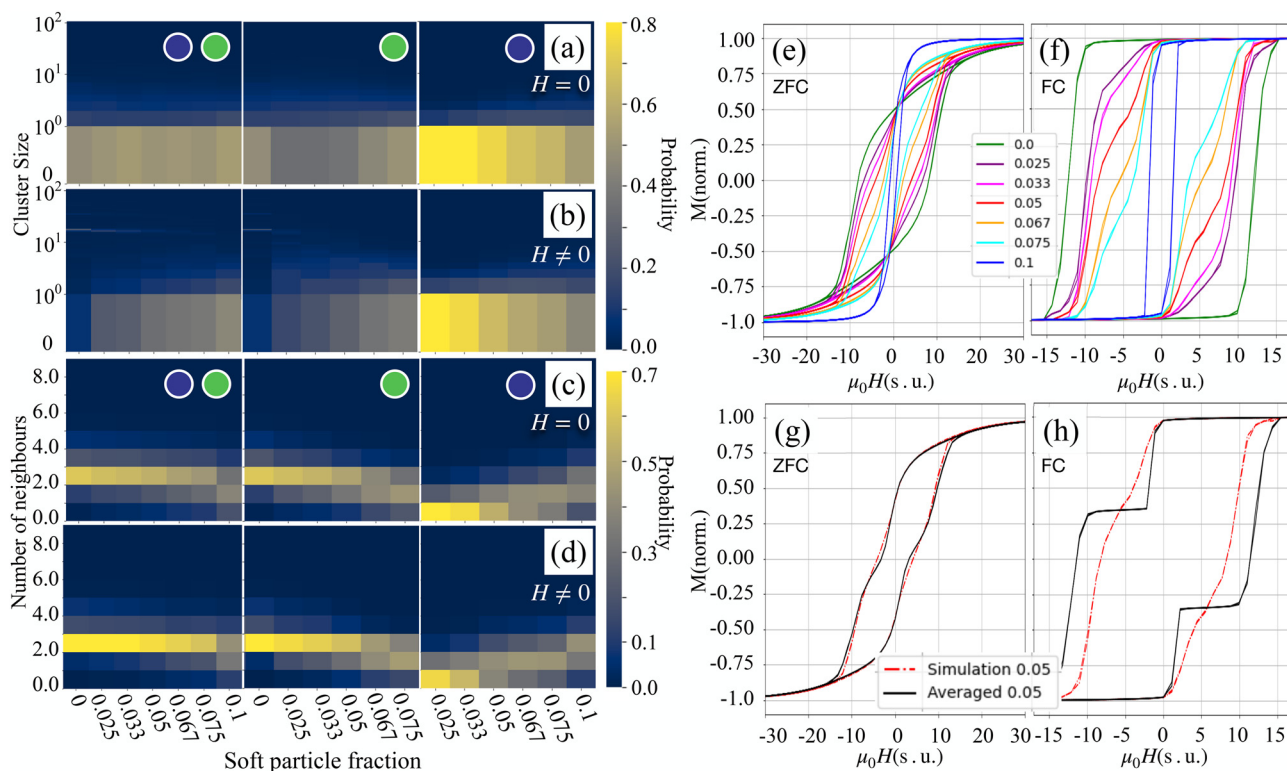 10²
10¹
10⁰
0
Cluster Size
(a)
H = 0
10²
10¹
10⁰
0
(b)
H ≠ 0
0.8
0.6
0.4
0.2
0.0
Probability
8.0
6.0
4.0
2.0
0.0
Number of neighbours
(c)
H = 0
8.0
6.0
4.0
2.0
0.0
(d)
H ≠ 0
0.7
0.5
0.3
0.1
0.0
Probability
0 0.025 0.033 0.05 0.067 0.075 0.1
0 0.025 0.033 0.05 0.067 0.075
0.025 0.033 0.05 0.067 0.075 0.1
Soft particle fraction
(e)
ZFC
1.00
0.75
0.50
0.25
0.00
-0.25
-0.50
-0.75
-1.0
M(norm.)
-30 -20 -10 0 10 20 30
μ₀H(s. u.)
(f)
FC
0.0
0.025
0.033
0.05
0.067
0.075
0.1
-15 -10 -5 0 5 10 15
μ₀H(s. u.)
(g)
ZFC
1.00
0.75
0.50
0.25
0.00
-0.25
-0.50
-0.75
-1.0
M(norm.)
-30 -20 -10 0 10 20 30
μ₀H(s. u.)
(h)
FC
Simulation 0.05
Averaged 0.05
-10 -5 0 5 10 15
μ₀H(s. u.)